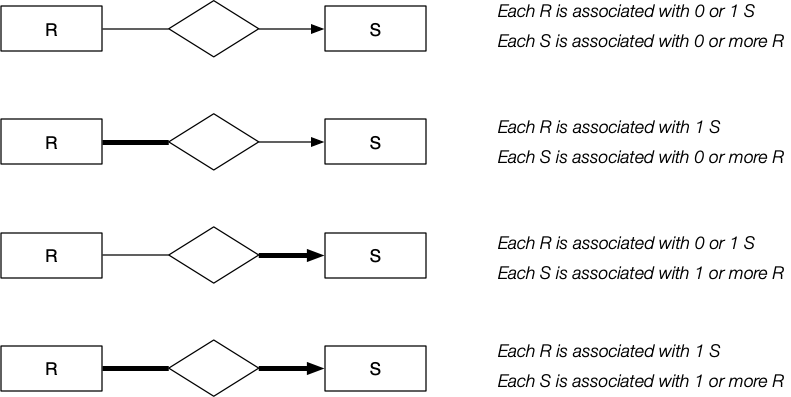 R S Each R is associated with 0 or 1 S
Each S is associated with 0 or more R
R S Each R is associated with 1 S
Each S is associated with 0 or more R
R S Each R is associated with 0 or 1 S
Each S is associated with 1 or more R
R S Each R is associated with 1 S
Each S is associated with 1 or more R